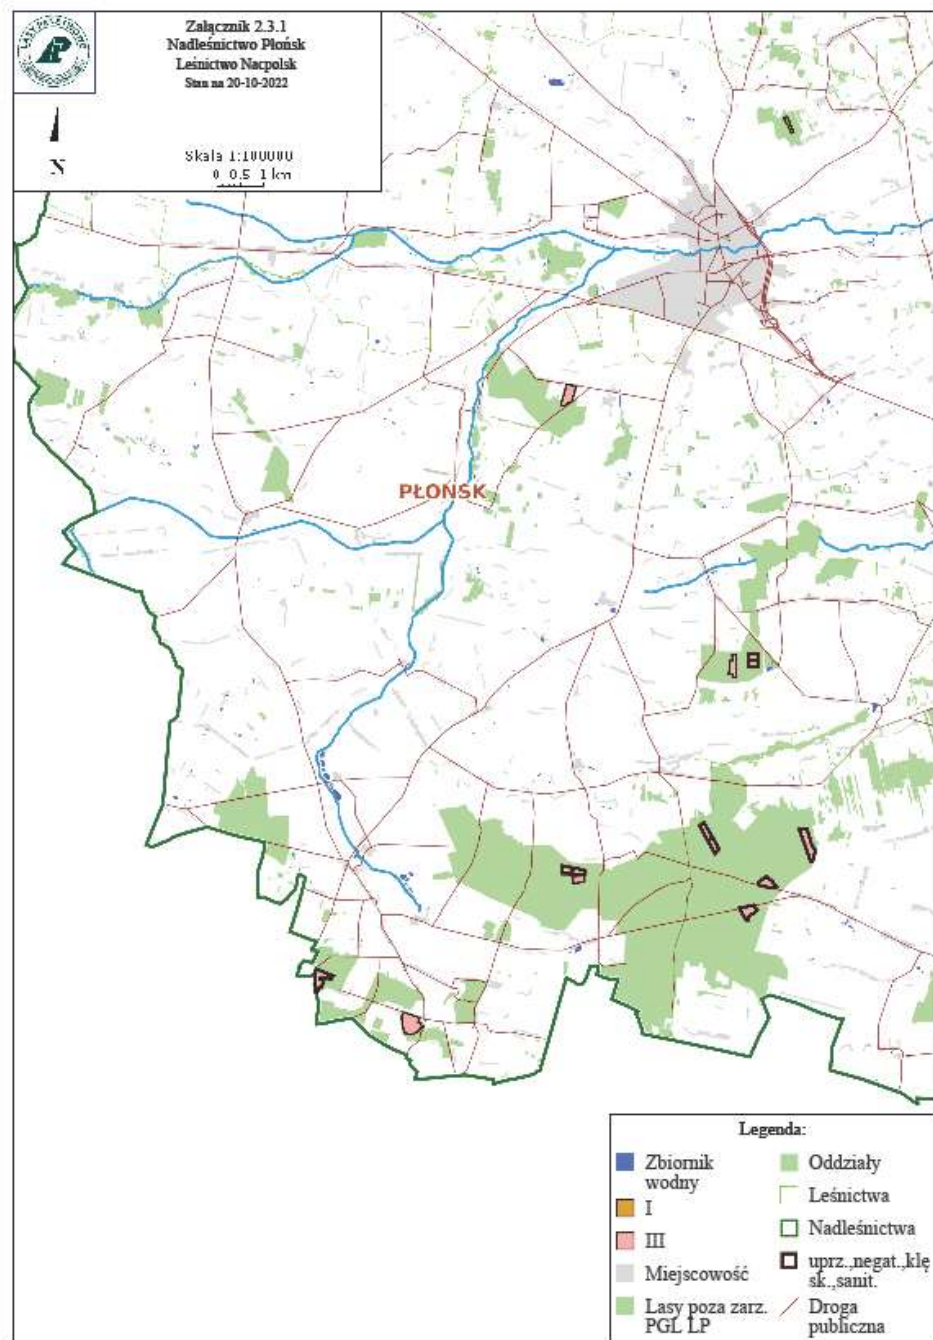 Załącznik 2.3.1
Nadleśnictwo Płońsk
Leśnictwo Nacpolsk
Stan na 20-10-2022
N
Skala 1:100000
0 0.5 1 km
PŁONSK
Legenda:
Zbiornik
wodny
I
III
Miejscowość
Lasy poza zarz.
PGL LP
Oddziały
Leśnictwa
Nadleśnictwa
uprz.,negat.,klę
sk.,sanit.
Droga
publiczna